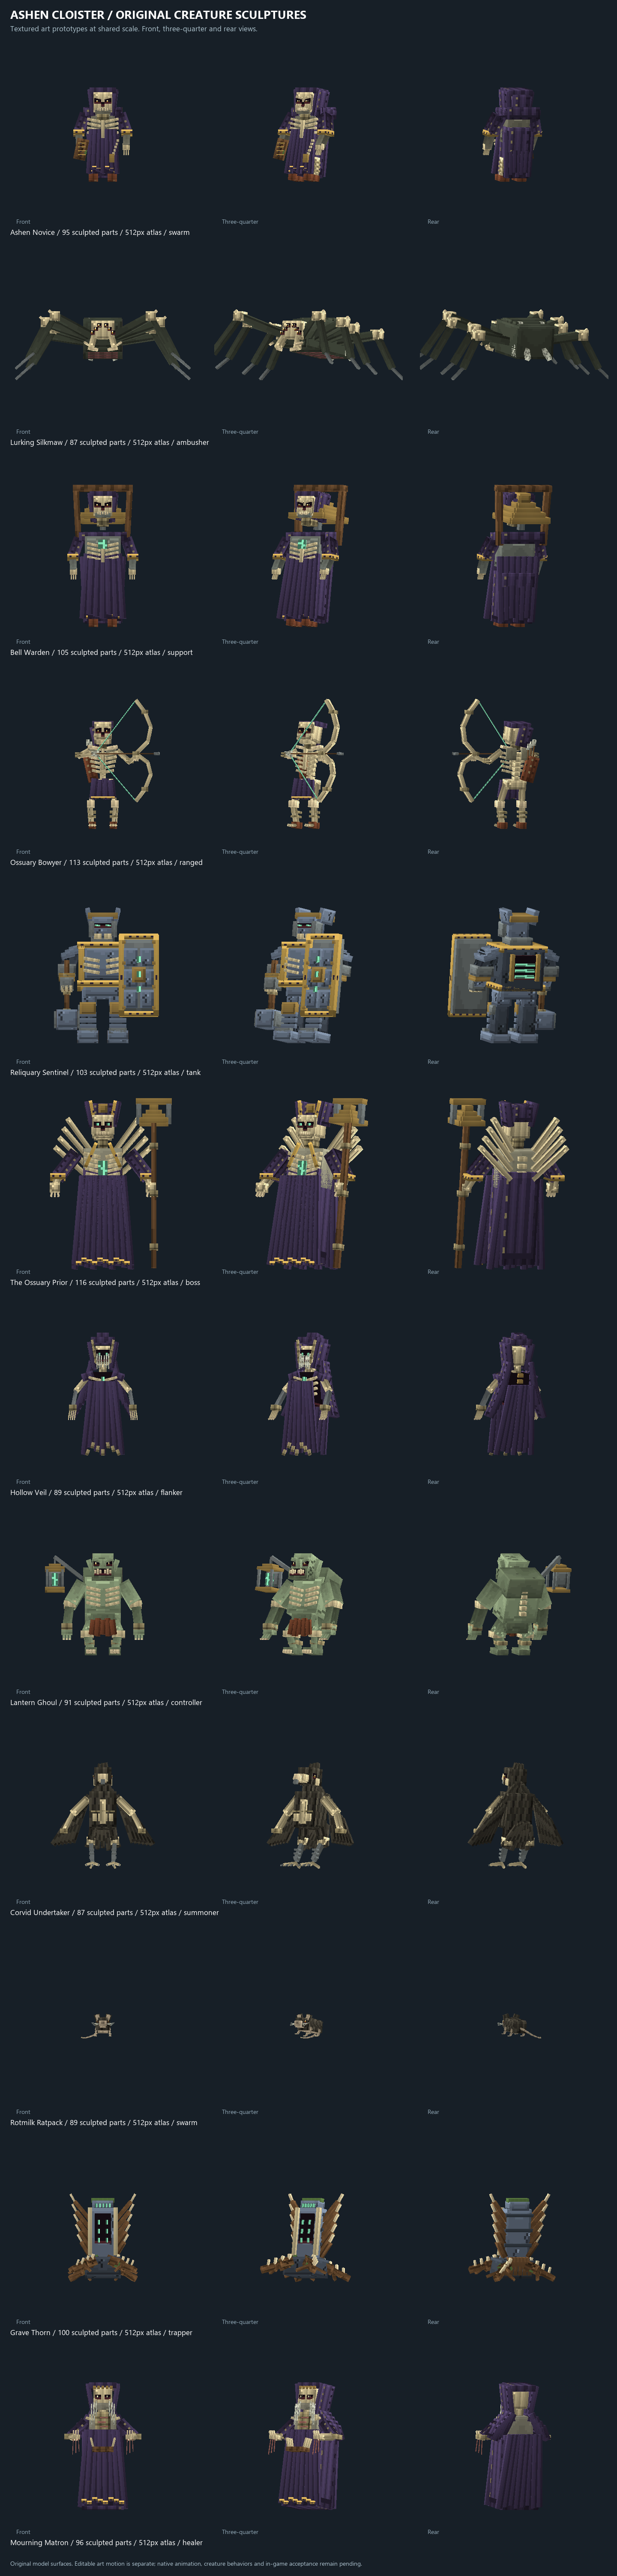 ASHEN CLOISTER / ORIGINAL CREATURE SCULPTURES
Textured art prototypes at shared scale. Front, three-quarter and rear views.
Front Three-quarter Rear
Ashen Novice / 95 sculpted parts / 512px atlas / swarm
Front Three-quarter Rear
Lurking Silkmaw / 87 sculpted parts / 512px atlas / ambusher
Front Three-quarter Rear
Bell Warden / 105 sculpted parts / 512px atlas / support
Front Three-quarter Rear
Ossuary Bowyer / 113 sculpted parts / 512px atlas / ranged
Front Three-quarter Rear
Reliquary Sentinel / 103 sculpted parts / 512px atlas / tank
Front Three-quarter Rear
The Ossuary Prior / 116 sculpted parts / 512px atlas / boss
Front Three-quarter Rear
Hollow Veil / 89 sculpted parts / 512px atlas / flanker
Front Three-quarter Rear
Lantern Ghoul / 91 sculpted parts / 512px atlas / controller
Front Three-quarter Rear
Corvid Undertaker / 87 sculpted parts / 512px atlas / summoner
Front Three-quarter Rear
Rotmilk Ratpack / 89 sculpted parts / 512px atlas / swarm
Front Three-quarter Rear
Grave Thorn / 100 sculpted parts / 512px atlas / trapper
Front Three-quarter Rear
Mourning Matron / 96 sculpted parts / 512px atlas / healer
Original model surfaces. Editable art motion is separate; native animation, creature behaviors and in-game acceptance remain pending.